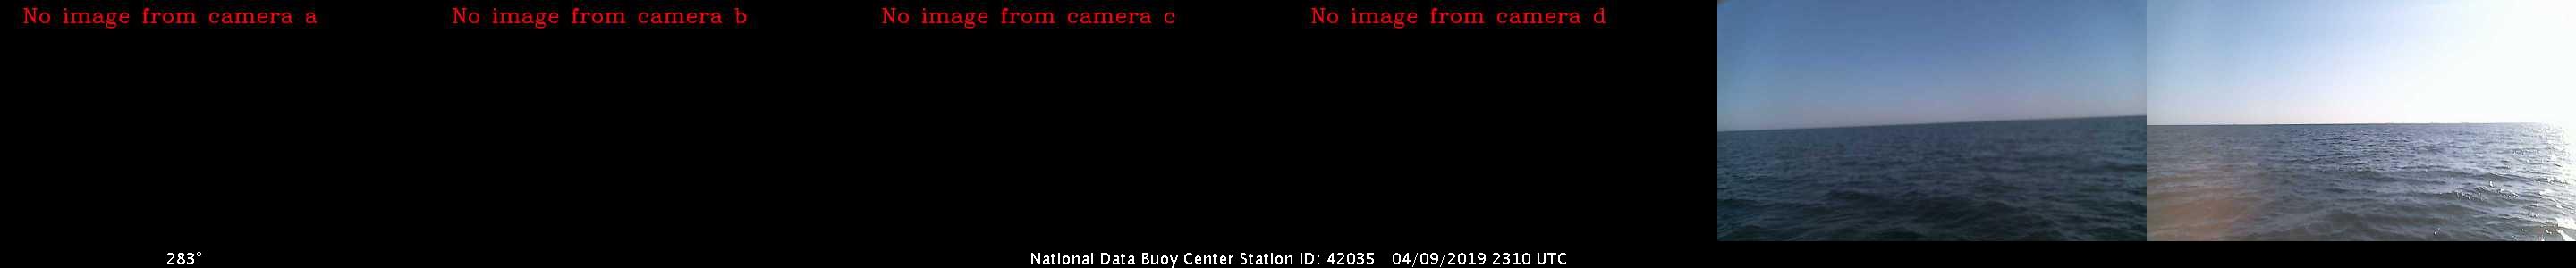 No image from camera a
No image from camera b
No image from camera c
No image from camera d
283°
National Data Buoy Center Station ID: 42035 04/09/2019 2310 UTC